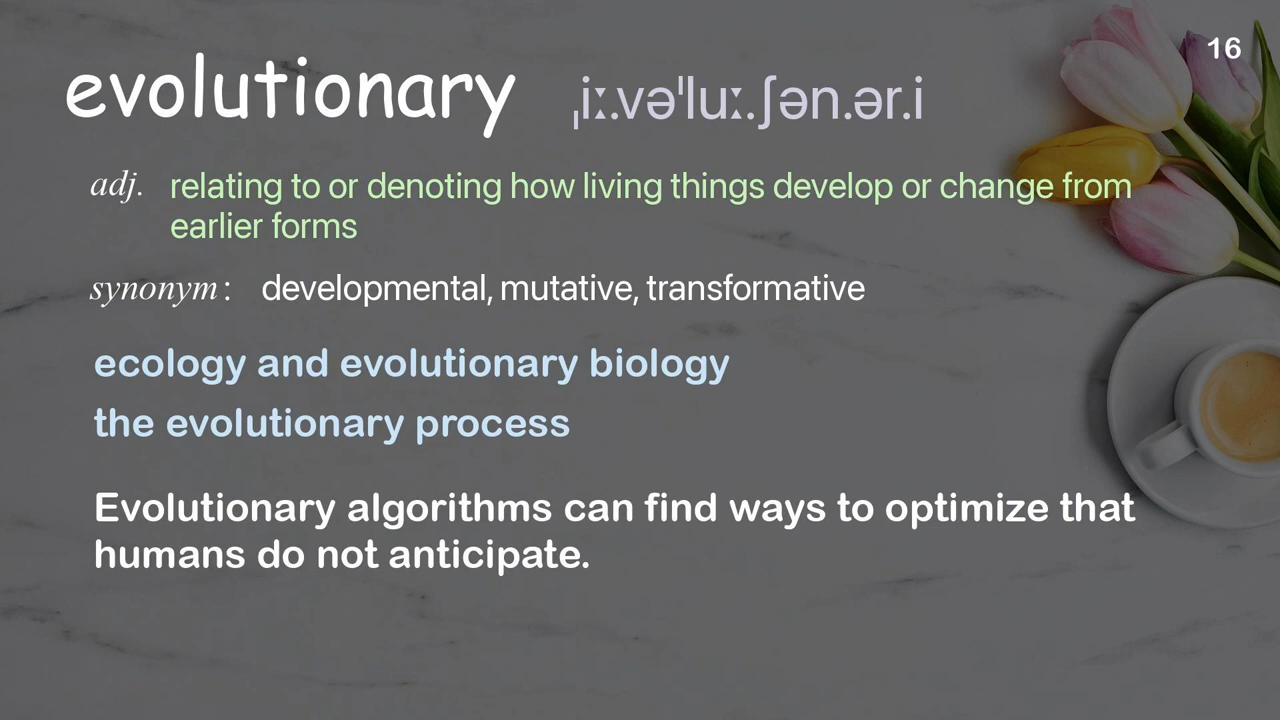 16
evolutionary ˌiː.vəˈluː.ʃən.ər.i
adj. relating to or denoting how living things develop or change from
earlier forms
synonym : developmental, mutative, transformative
ecology and evolutionary biology
the evolutionary process
Evolutionary algorithms can find ways to optimize that
humans do not anticipate.